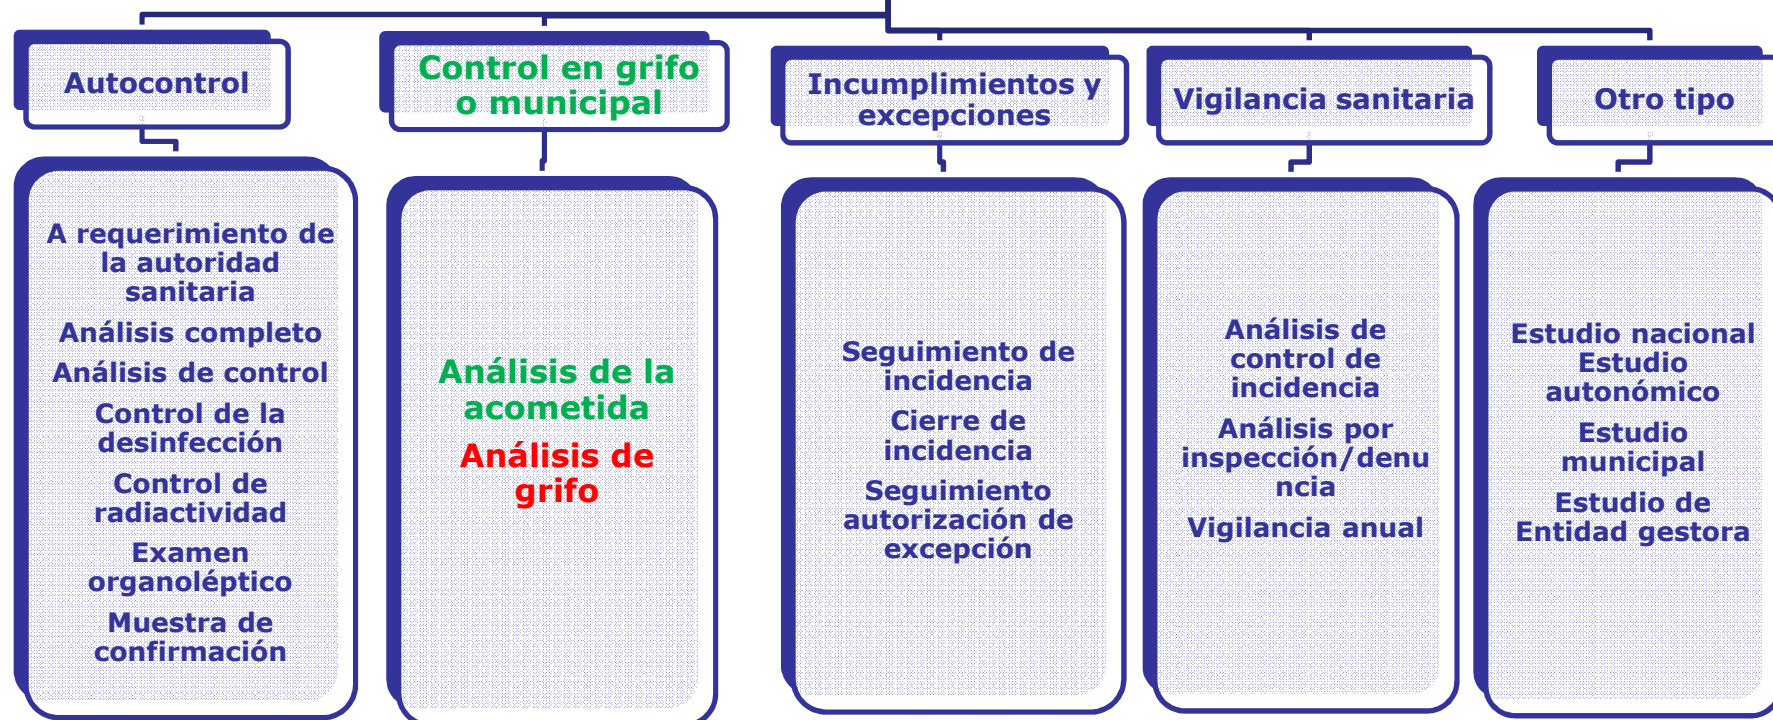 Autocontrol
Control en grifo
o municipal
Incumplimientos y
excepciones
Vigilancia sanitaria
Otro tipo
A requerimiento de
la autoridad
sanitaria
Análisis completo
Análisis de control
Control de la
desinfección
Control de
radiactividad
Examen
organoléptico
Muestra de
confirmación
Análisis de la
acometida
Análisis de
grifo
Seguimiento de
incidencia
Cierre de
incidencia
Seguimiento
autorización de
excepción
Análisis de
control de
incidencia
Análisis por
inspección/denu
ncia
Vigilancia anual
Estudio nacional
Estudio
autonómico
Estudio
municipal
Estudio de
Entidad gestora